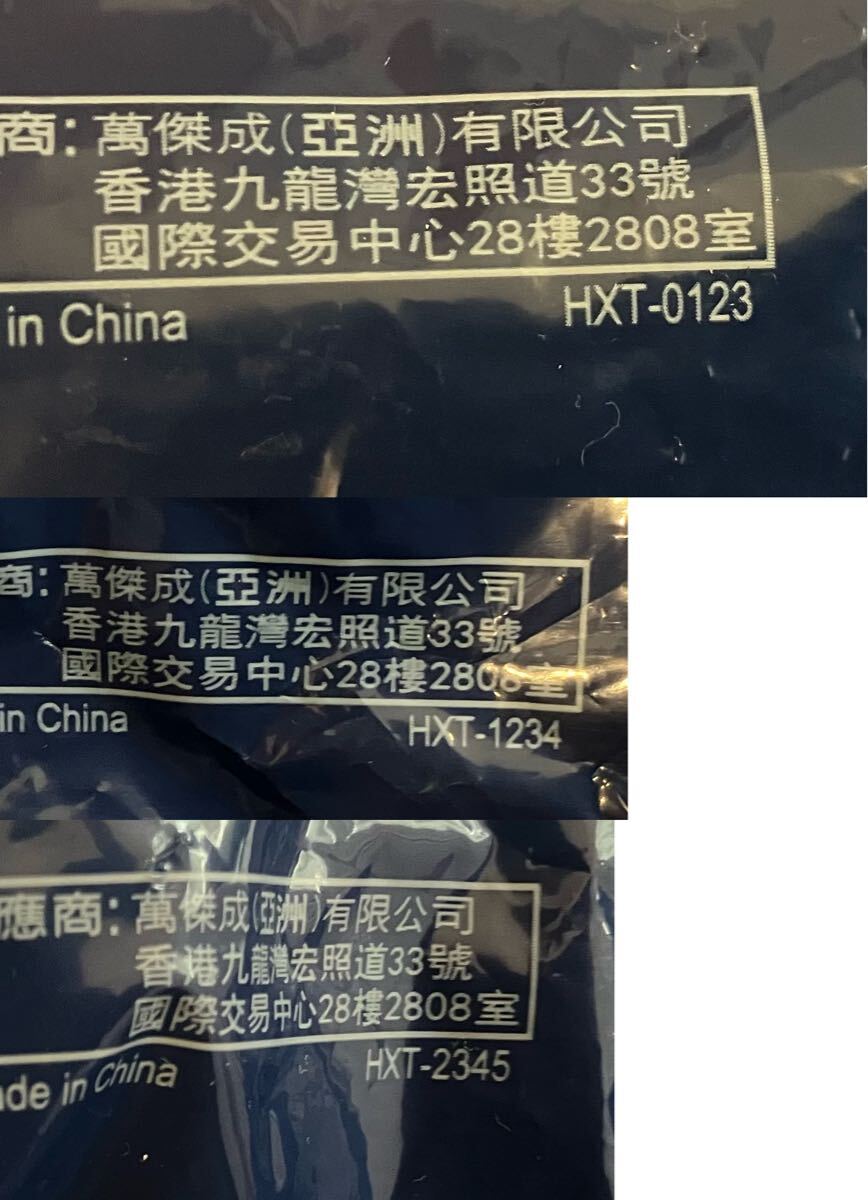 商：萬傑成(亞洲)有限公司
香港九龍灣宏照道33號
國際交易中心28樓2808室
in China
HXT-0123
商：萬傑成(亞洲)有限公司
香港九龍灣宏照道33號
國際交易中心28樓2808室
in China
HXT-1234
應商：萬傑成(亞洲)有限公司
香港九龍灣宏照道33號
國際交易中心28樓2808室
ade in China
HXT-2345